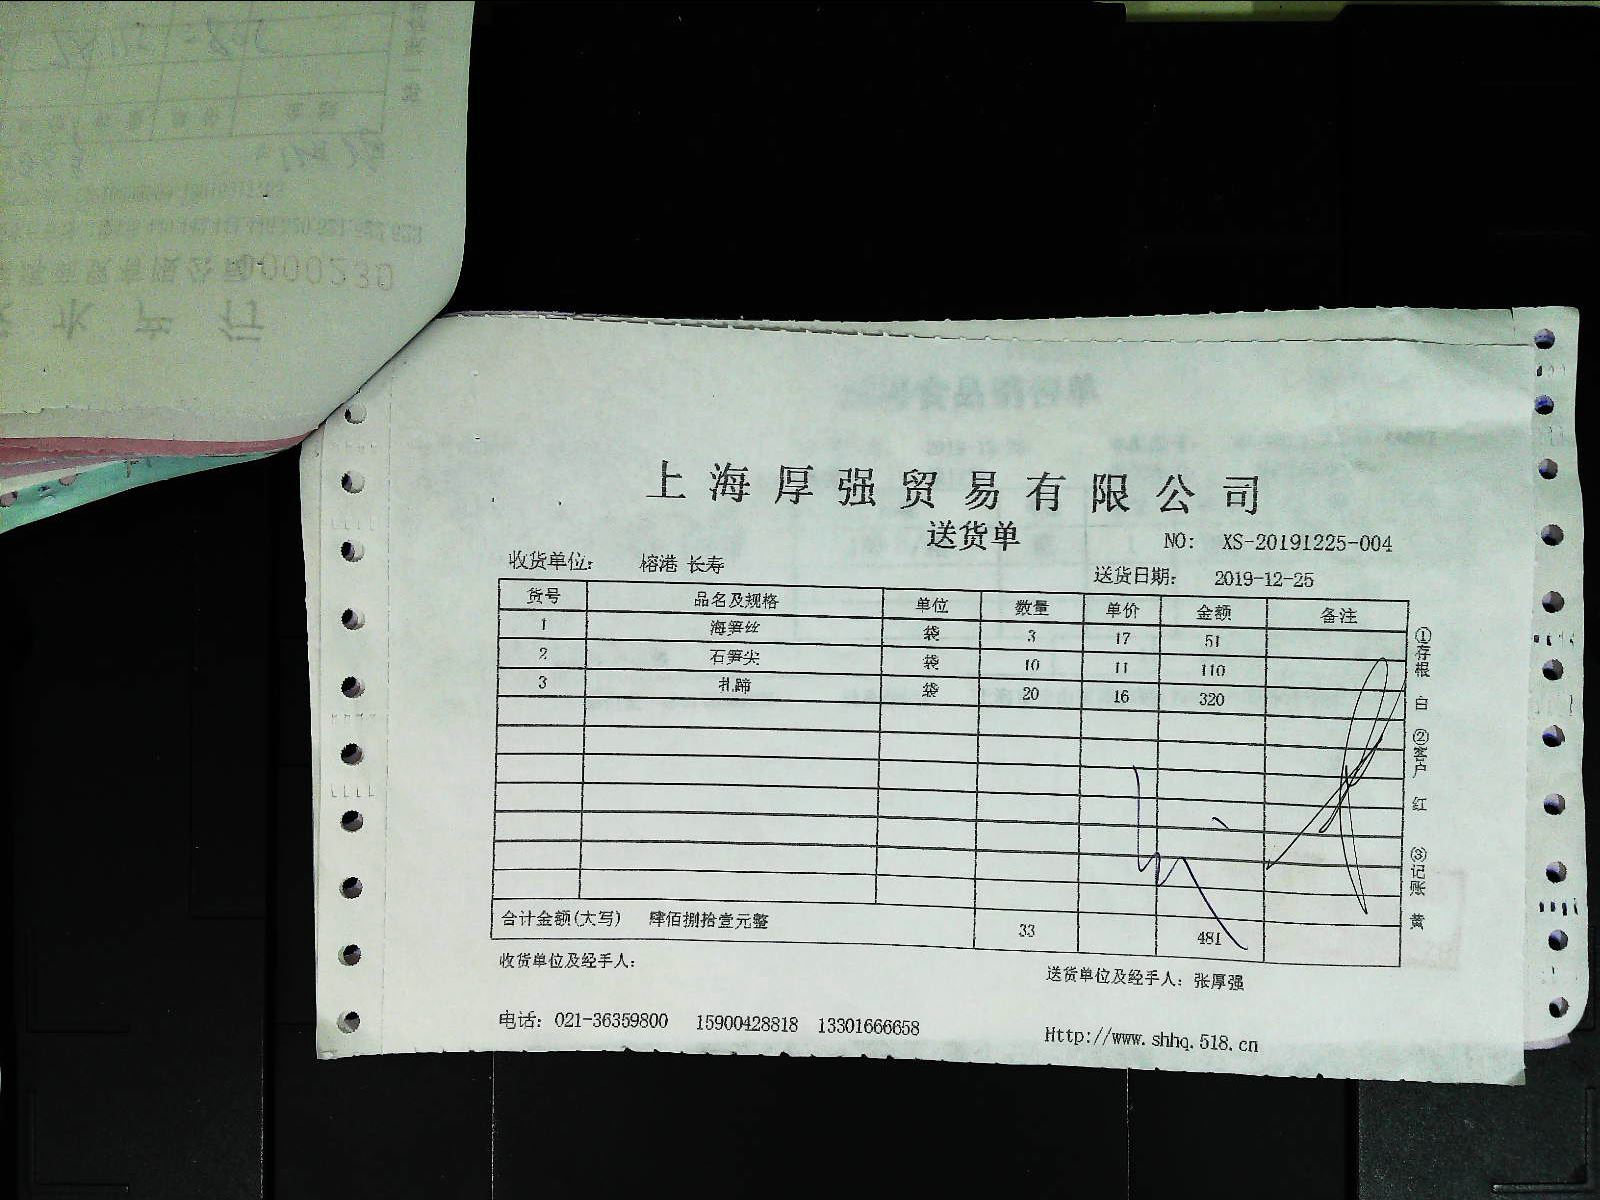 上海厚强贸易有限公司
送货单
NO: XS-20191225-004
收货单位: 榕港 长寿
送货日期: 2019-12-25
货号 品名及规格 单位 数量 单价 金额 备注
1 海笋丝 袋 3 17 51
2 石笋尖 袋 10 11 110
3 扎蹄 袋 20 16 320
合计金额(大写) 肆佰捌拾壹元整 33 481
①存根 白 ②客户 红 ③记账 黄
收货单位及经手人:
送货单位及经手人: 张厚强
电话: 021-36359800 15900428818 13301666658
Http://www.shhq.518.cn
水产行
000230